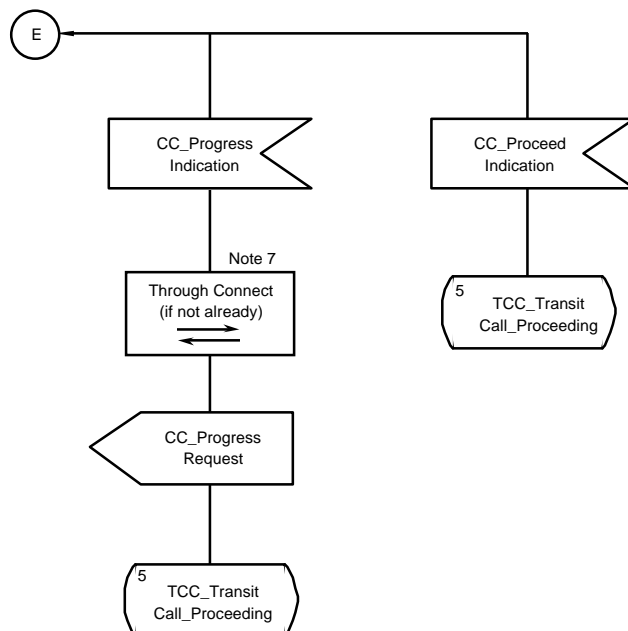 E
CC_Progress
Indication
CC_Proceed
Indication
Note 7
Through Connect
(if not already)
5
TCC_Transit
Call_Proceeding
CC_Progress
Request
5
TCC_Transit
Call_Proceeding